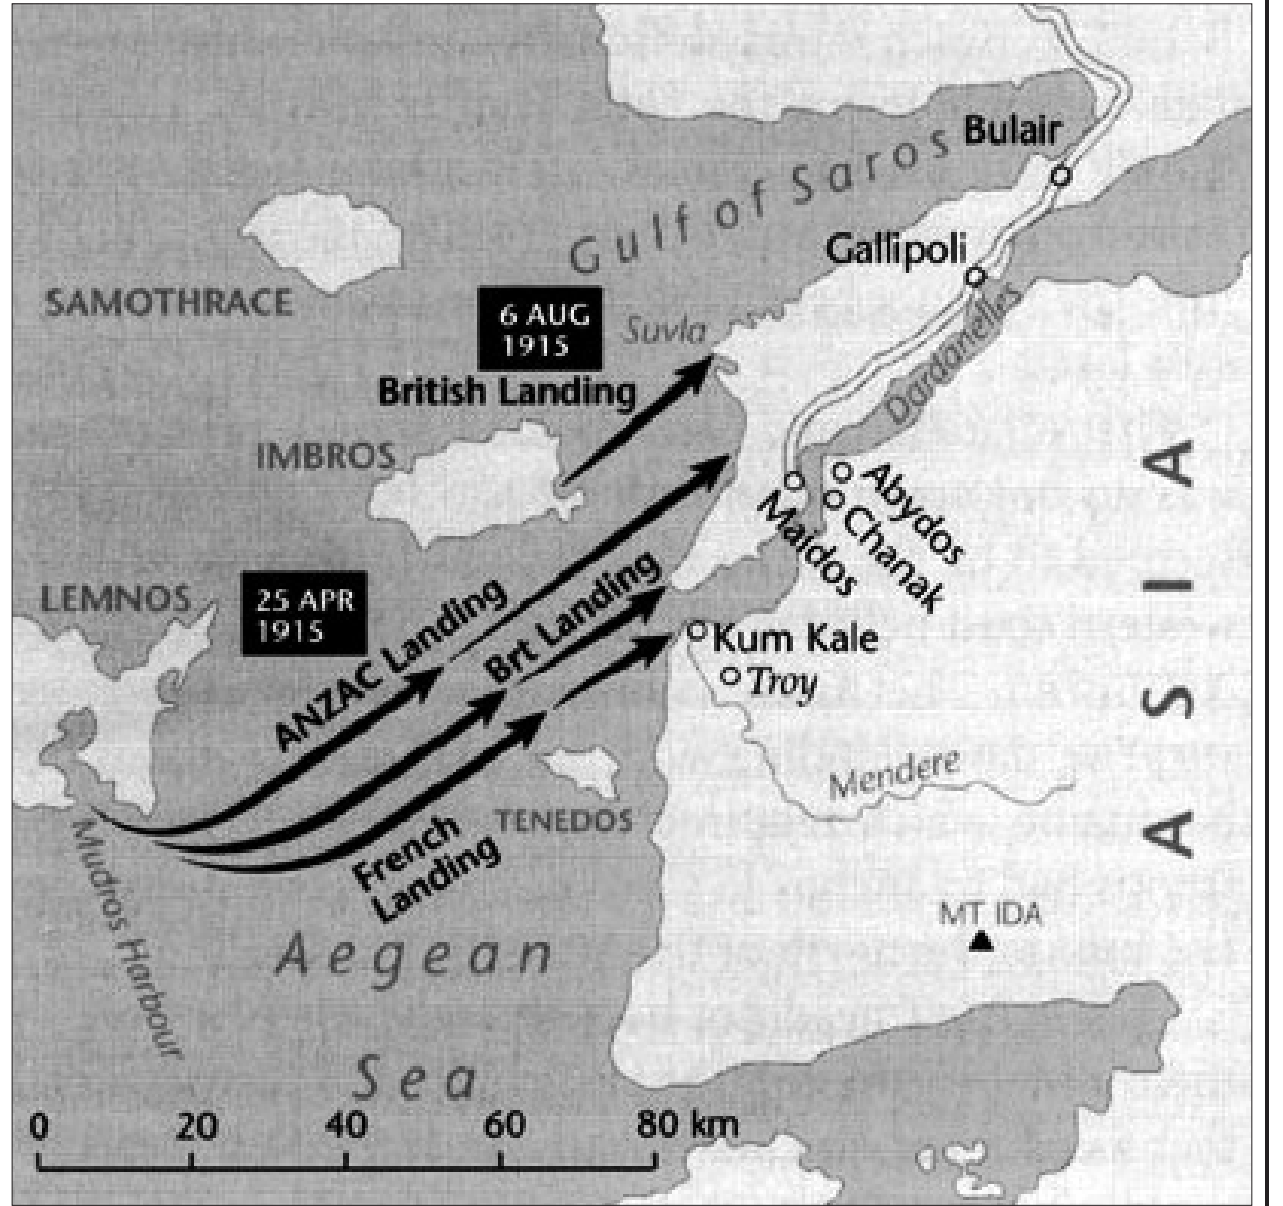 Bulair
Gulf of Saros
Gallipoli
SAMOTHRACE
6 AUG
1915
Suvla
British Landing
Dardanelles
IMBROS
Abydos
Chanak
Maidos
ASIA
LEMNOS
25 APR
1915
ANZAC Landing
Brt Landing
Kum Kale
Troy
Mendere
TENEDOS
French
Landing
Mudros Harbour
MT IDA
Aegean
Sea
0 20 40 60 80 km